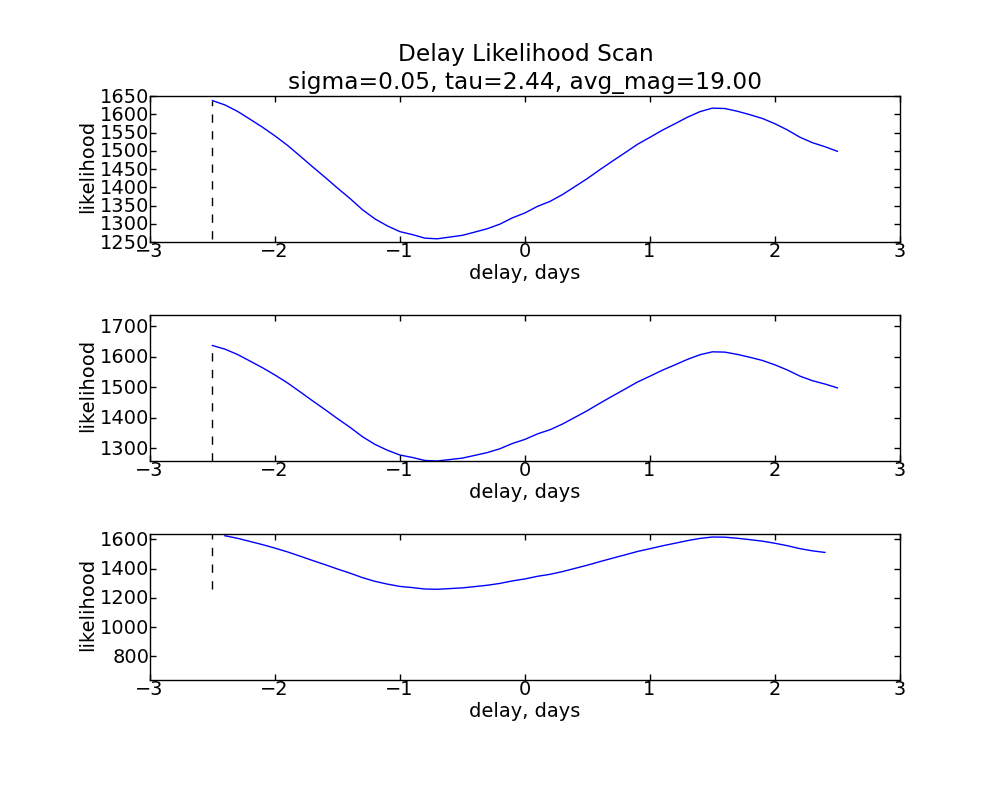 Delay Likelihood Scan
sigma=0.05, tau=2.44, avg_mag=19.00
1650
1600
1550
1500
1450
1400
1350
1300
1250
likelihood
−3 −2 −1 0 1 2 3
delay, days
1700
1600
1500
1400
1300
likelihood
−3 −2 −1 0 1 2 3
delay, days
1600
1400
1200
1000
800
likelihood
−3 −2 −1 0 1 2 3
delay, days